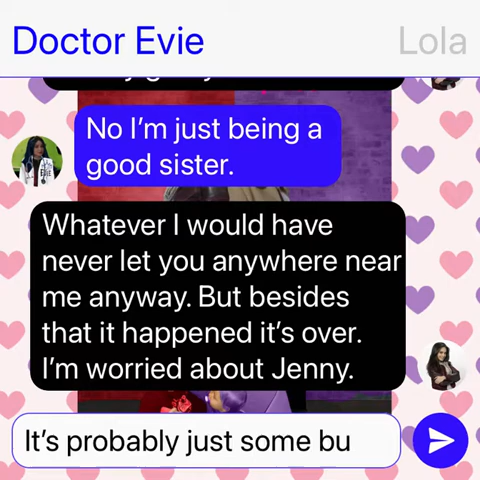 Doctor Evie
Lola
No I'm just being a
good sister.
Whatever I would have
never let you anywhere near
me anyway. But besides
that it happened it's over.
I'm worried about Jenny.
It's probably just some bu